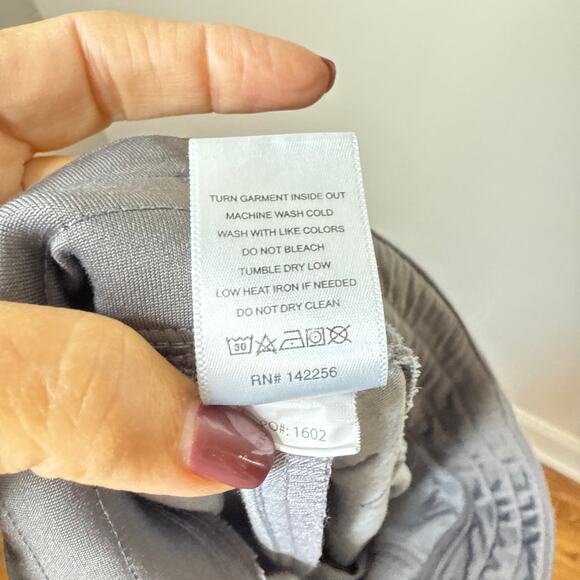 TURN GARMENT INSIDE OUT
MACHINE WASH COLD
WASH WITH LIKE COLORS
DO NOT BLEACH
TUMBLE DRY LOW
LOW HEAT IRON IF NEEDED
DO NOT DRY CLEAN
30
RN# 142256
PO#: 1602